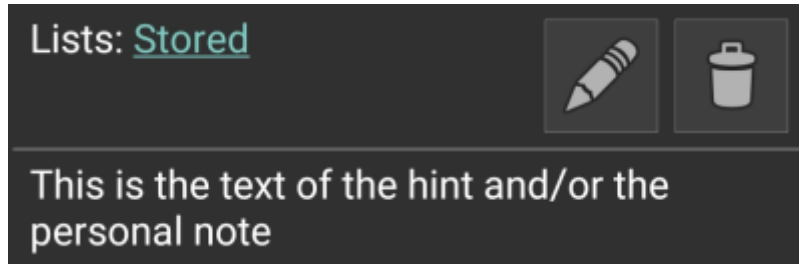 Lists: Stored
This is the text of the hint and/or the
personal note